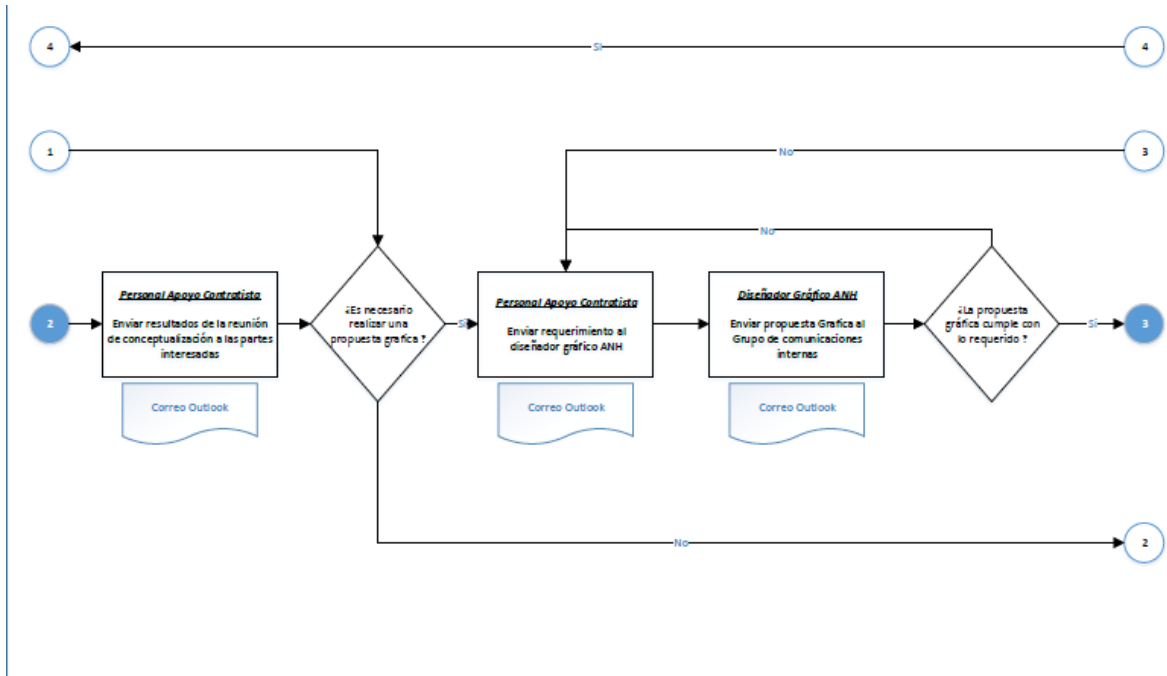 4
Si
4
1
No
3
No
2
Personal Apoyo Contratista
Enviar resultados de la reunión
de conceptualización a las partes
interesadas
Correo Outlook
¿Es necesario
realizar una
propuesta grafica ?
Sí
Personal Apoyo Contratista
Enviar requerimiento al
diseñador gráfico ANH
Correo Outlook
Diseñador Gráfico ANH
Enviar propuesta Grafica al
Grupo de comunicaciones
internas
Correo Outlook
¿La propuesta
gráfica cumple con
lo requerido ?
Sí
3
No
2